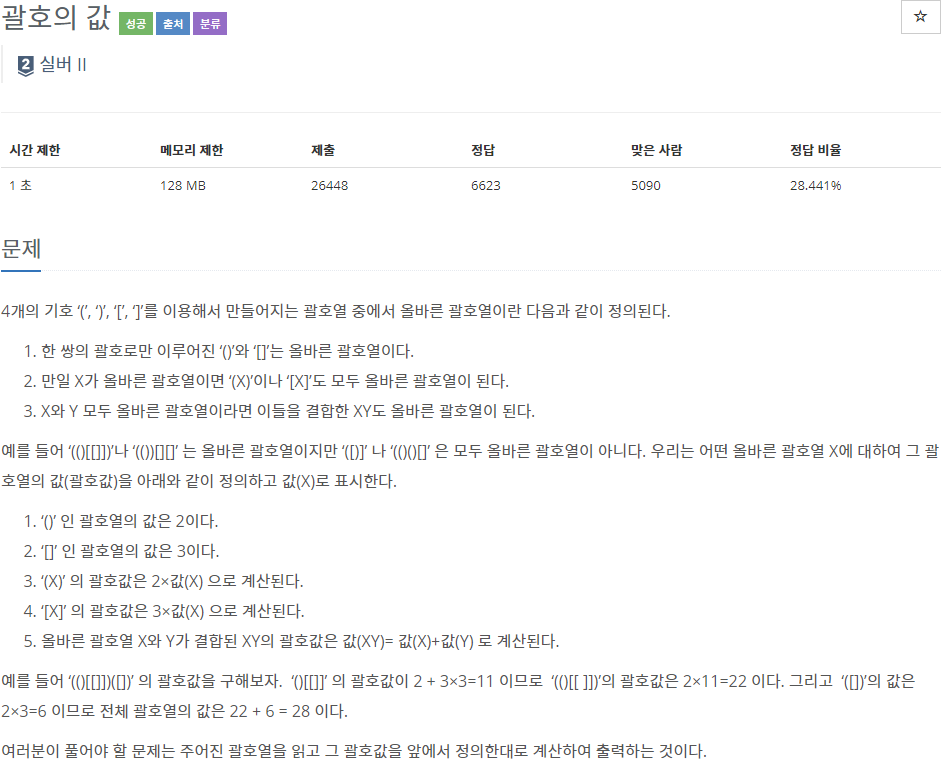 괄호의 값 성공 출처 분류
☆
2 실버 II
시간 제한 메모리 제한 제출 정답 맞은 사람 정답 비율
1 초 128 MB 26448 6623 5090 28.441%
문제
4개의 기호 ‘(’, ‘)’, ‘[’, ‘]’를 이용해서 만들어지는 괄호열 중에서 올바른 괄호열이란 다음과 같이 정의된다.
1. 한 쌍의 괄호로만 이루어진 ‘()’와 ‘[]’는 올바른 괄호열이다.
2. 만일 X가 올바른 괄호열이면 ‘(X)’이나 ‘[X]’도 모두 올바른 괄호열이 된다.
3. X와 Y 모두 올바른 괄호열이라면 이들을 결합한 XY도 올바른 괄호열이 된다.
예를 들어 ‘(()[[]])’나 ‘(())[][]’ 는 올바른 괄호열이지만 ‘([)]’ 나 ‘(()()[]’ 은 모두 올바른 괄호열이 아니다. 우리는 어떤 올바른 괄호열 X에 대하여 그 괄
호열의 값(괄호값)을 아래와 같이 정의하고 값(X)로 표시한다.
1. ‘()’ 인 괄호열의 값은 2이다.
2. ‘[]’ 인 괄호열의 값은 3이다.
3. ‘(X)’ 의 괄호값은 2×값(X) 으로 계산된다.
4. ‘[X]’ 의 괄호값은 3×값(X) 으로 계산된다.
5. 올바른 괄호열 X와 Y가 결합된 XY의 괄호값은 값(XY)= 값(X)+값(Y) 로 계산된다.
예를 들어 ‘(()[[]])([])’ 의 괄호값을 구해보자. ‘()[[]]’ 의 괄호값이 2 + 3×3=11 이므로 ‘(()[[ ]])’의 괄호값은 2×11=22 이다. 그리고 ‘([])’의 값은
2×3=6 이므로 전체 괄호열의 값은 22 + 6 = 28 이다.
여러분이 풀어야 할 문제는 주어진 괄호열을 읽고 그 괄호값을 앞에서 정의한대로 계산하여 출력하는 것이다.